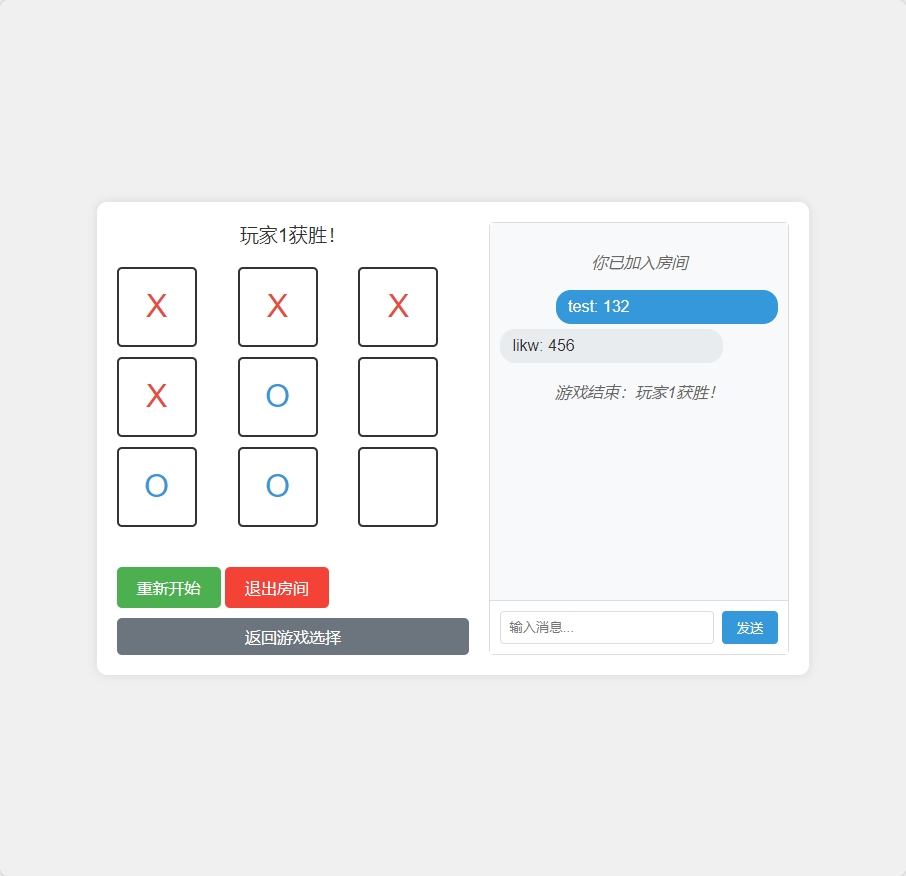 玩家1获胜！
X X X
X O
O O
重新开始 退出房间
返回游戏选择
你已加入房间
test: 132
likw: 456
游戏结束：玩家1获胜！
输入消息... 发送